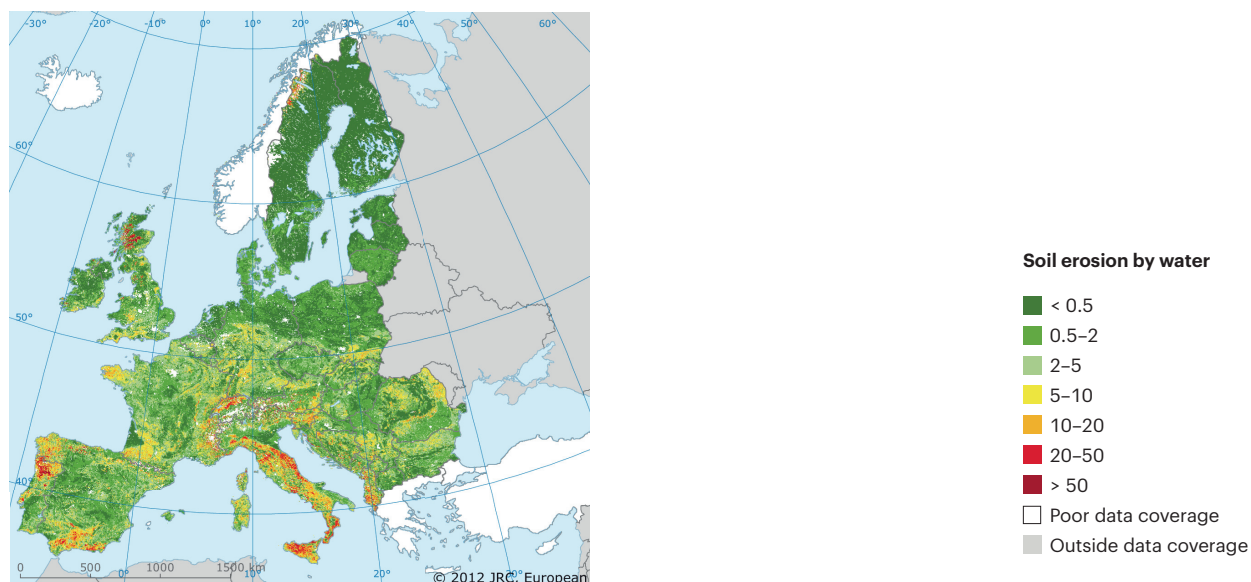 -30° -20° -10° 0° 10° 20° 30° 40° 50° 60°
60°
50°
40°
40°
0 500 1000 1500 km
0° 10° 20° 30°
© 2012 JRC, European
Soil erosion by water
< 0.5
0.5–2
2–5
5–10
10–20
20–50
> 50
Poor data coverage
Outside data coverage